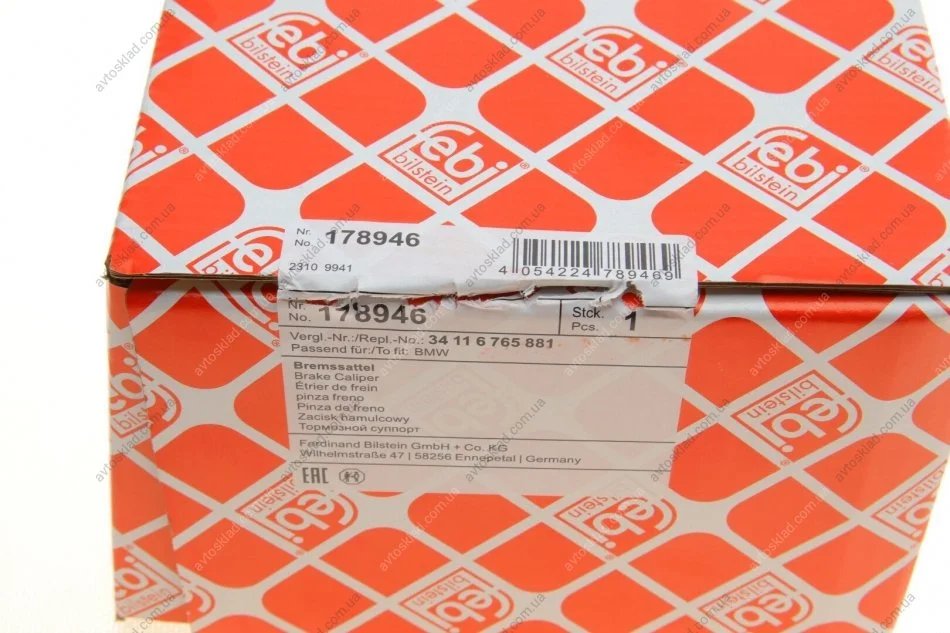 febi
bilstein
Nr.
No. 178946
2310 9941
4 054224 789469
Nr.
No. 178946
Stck.
Pcs. 1
Vergl.-Nr.:/Repl.-No.: 34 11 6 765 881
Passend für:/To fit: BMW
Bremssattel
Brake Caliper
Étrier de frein
pinza freno
Pinza de freno
Zacisk hamulcowy
Тормозной суппорт
Ferdinand Bilstein GmbH + Co. KG
Wilhelmstraße 47 | 58256 Ennepetal | Germany
EAC
avtosklad.com.ua